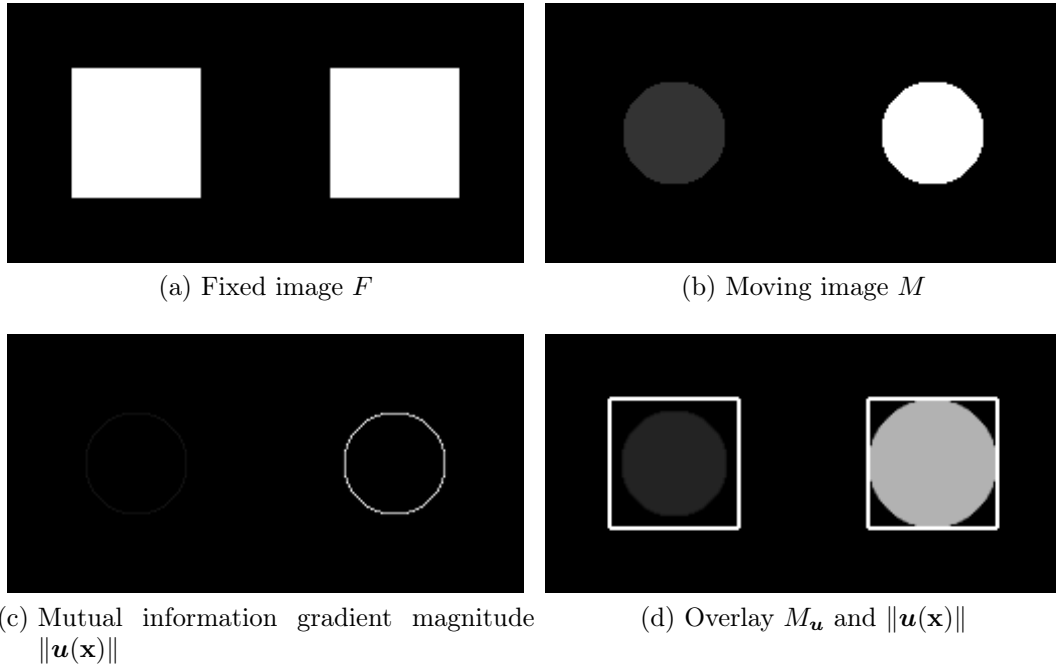 (a) Fixed image F
(b) Moving image M
(c) Mutual information gradient magnitude
‖u(x)‖
(d) Overlay M_u and ‖u(x)‖